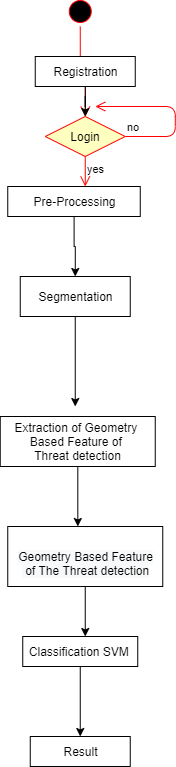 Registration
Login
no
yes
Pre-Processing
Segmentation
Extraction of Geometry
Based Feature of
Threat detection
Geometry Based Feature
of The Threat detection
Classification SVM
Result